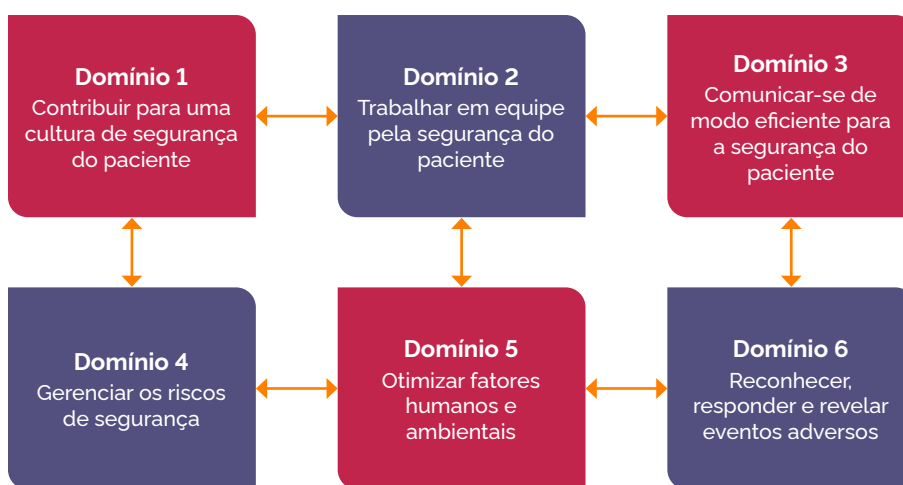 Domínio 1
Contribuir para uma
cultura de segurança
do paciente
Domínio 2
Trabalhar em equipe
pela segurança do
paciente
Domínio 3
Comunicar-se de
modo eficiente para
a segurança do
paciente
Domínio 4
Gerenciar os riscos
de segurança
Domínio 5
Otimizar fatores
humanos e
ambientais
Domínio 6
Reconhecer,
responder e revelar
eventos adversos